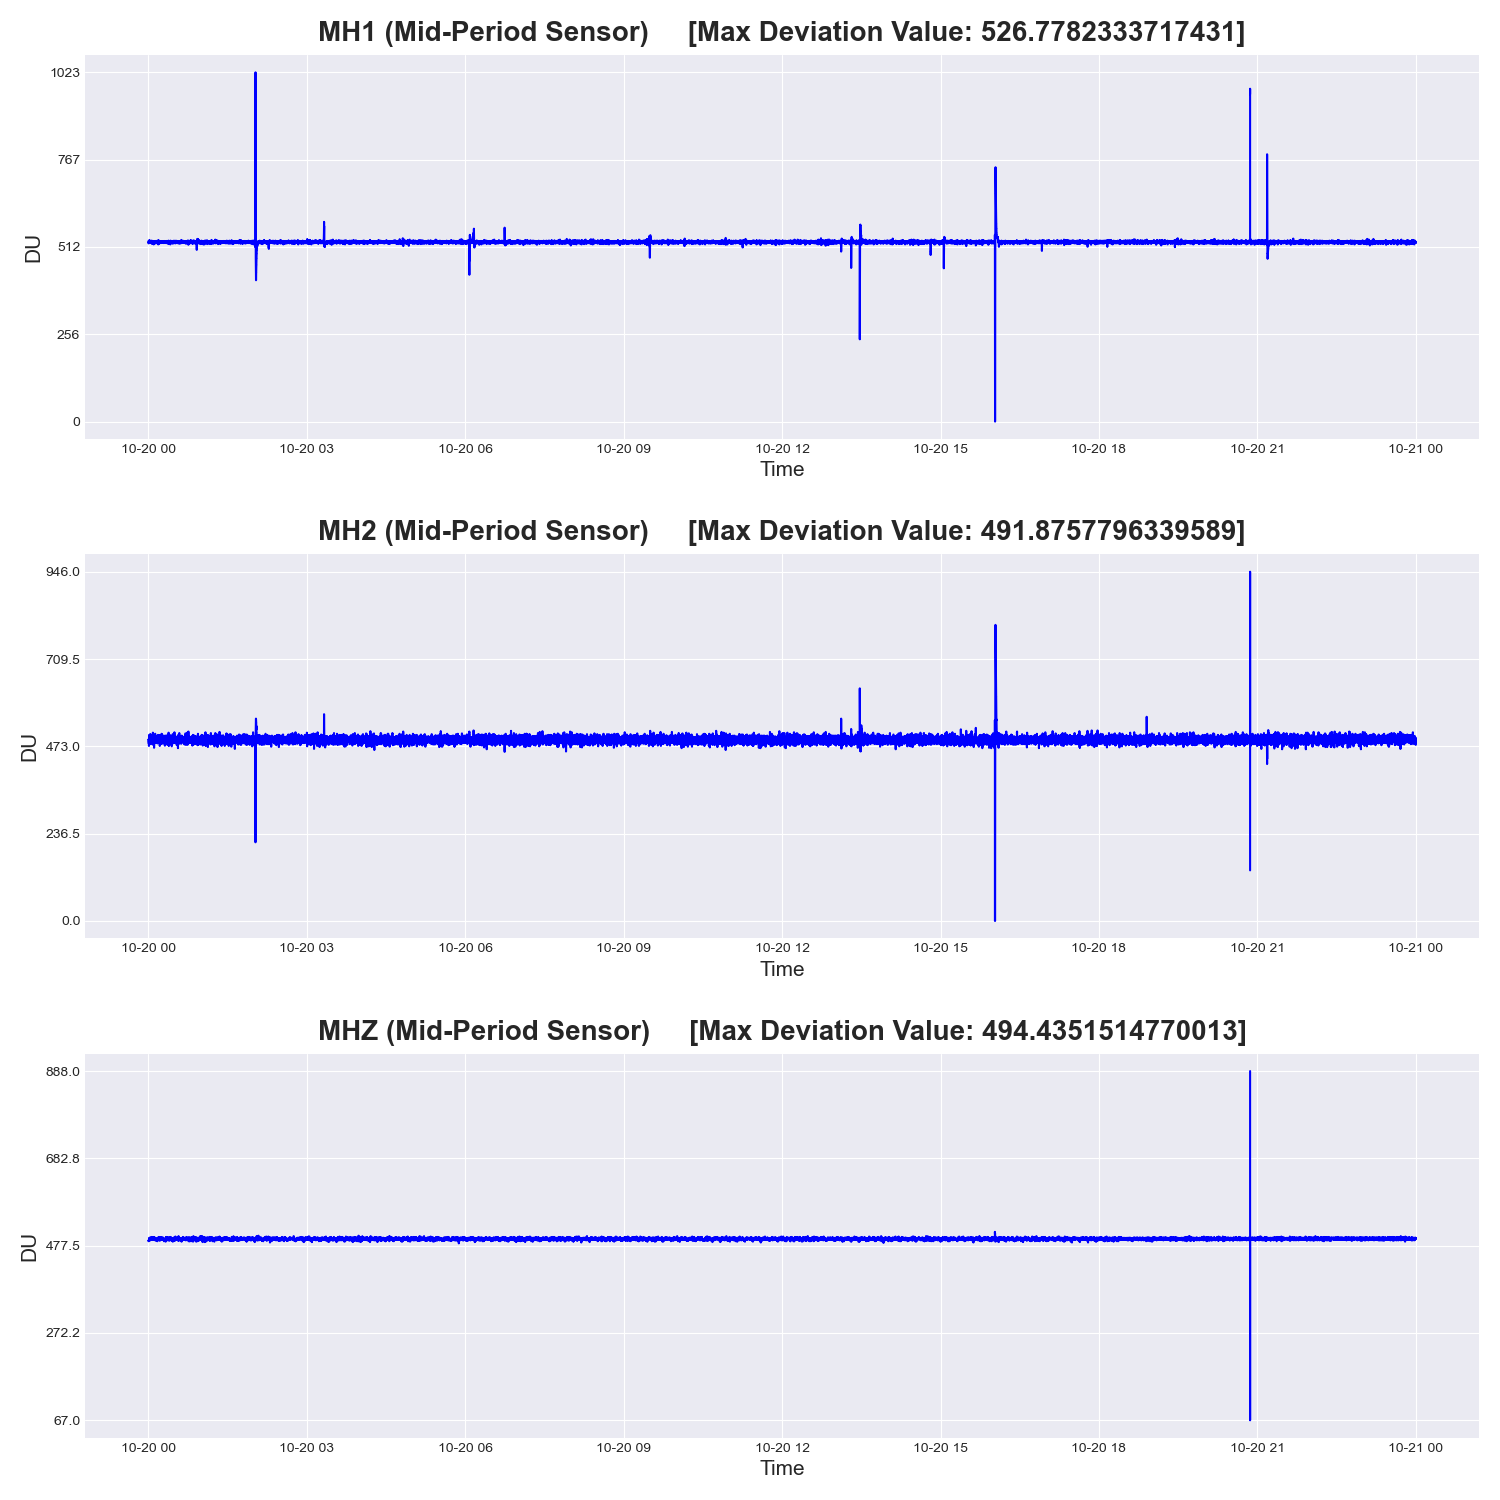 MH1 (Mid-Period Sensor) [Max Deviation Value: 526.7782333717431]
1023
767
512
256
0
DU
10-20 00 10-20 03 10-20 06 10-20 09 10-20 12 10-20 15 10-20 18 10-20 21 10-21 00
Time
MH2 (Mid-Period Sensor) [Max Deviation Value: 491.8757796339589]
946.0
709.5
473.0
236.5
0.0
DU
10-20 00 10-20 03 10-20 06 10-20 09 10-20 12 10-20 15 10-20 18 10-20 21 10-21 00
Time
MHZ (Mid-Period Sensor) [Max Deviation Value: 494.4351514770013]
888.0
682.8
477.5
272.2
67.0
DU
10-20 00 10-20 03 10-20 06 10-20 09 10-20 12 10-20 15 10-20 18 10-20 21 10-21 00
Time